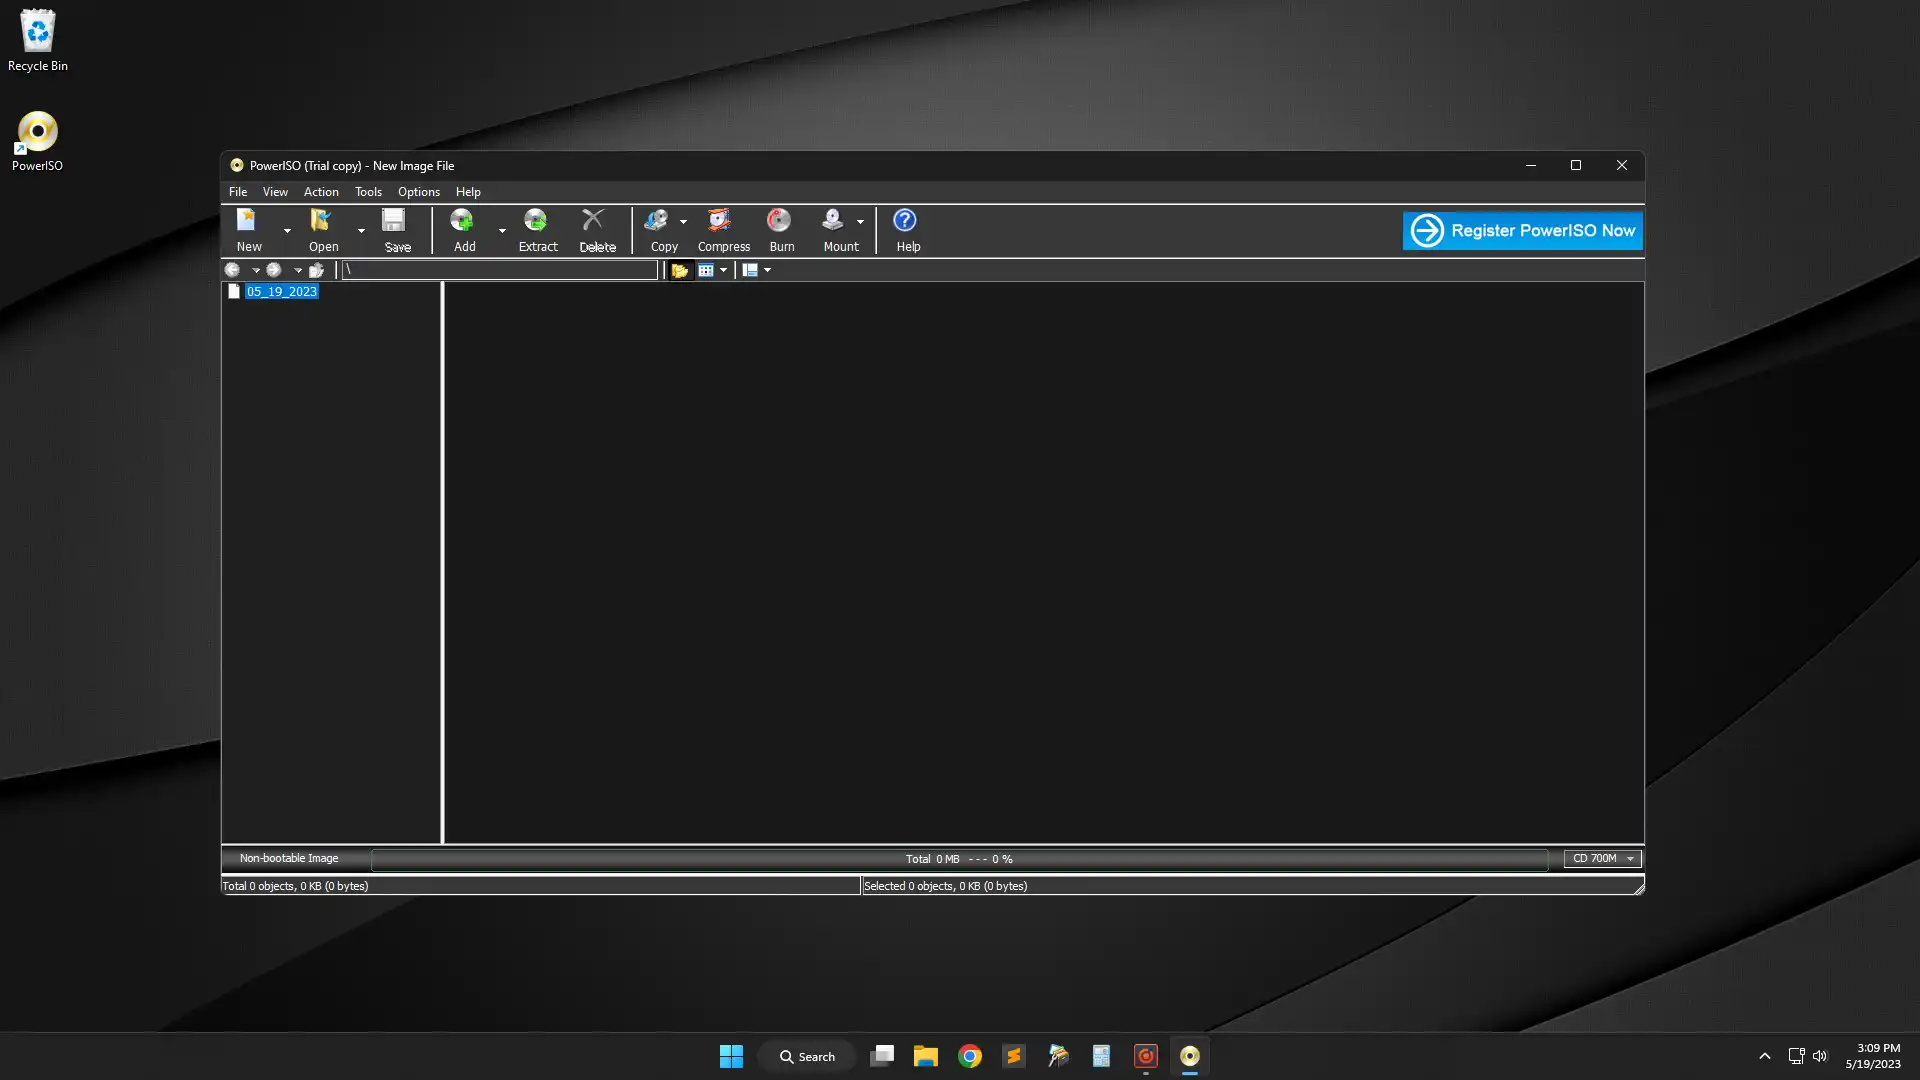 Recycle Bin
PowerISO
PowerISO (Trial copy) - New Image File
File View Action Tools Options Help
New Open Save Add Extract Delete Copy Compress Burn Mount Help
Register PowerISO Now
\
05_19_2023
Non-bootable Image
Total 0 MB --- 0 %
CD 700M
Total 0 objects, 0 KB (0 bytes)
Selected 0 objects, 0 KB (0 bytes)
Search
3:09 PM
5/19/2023